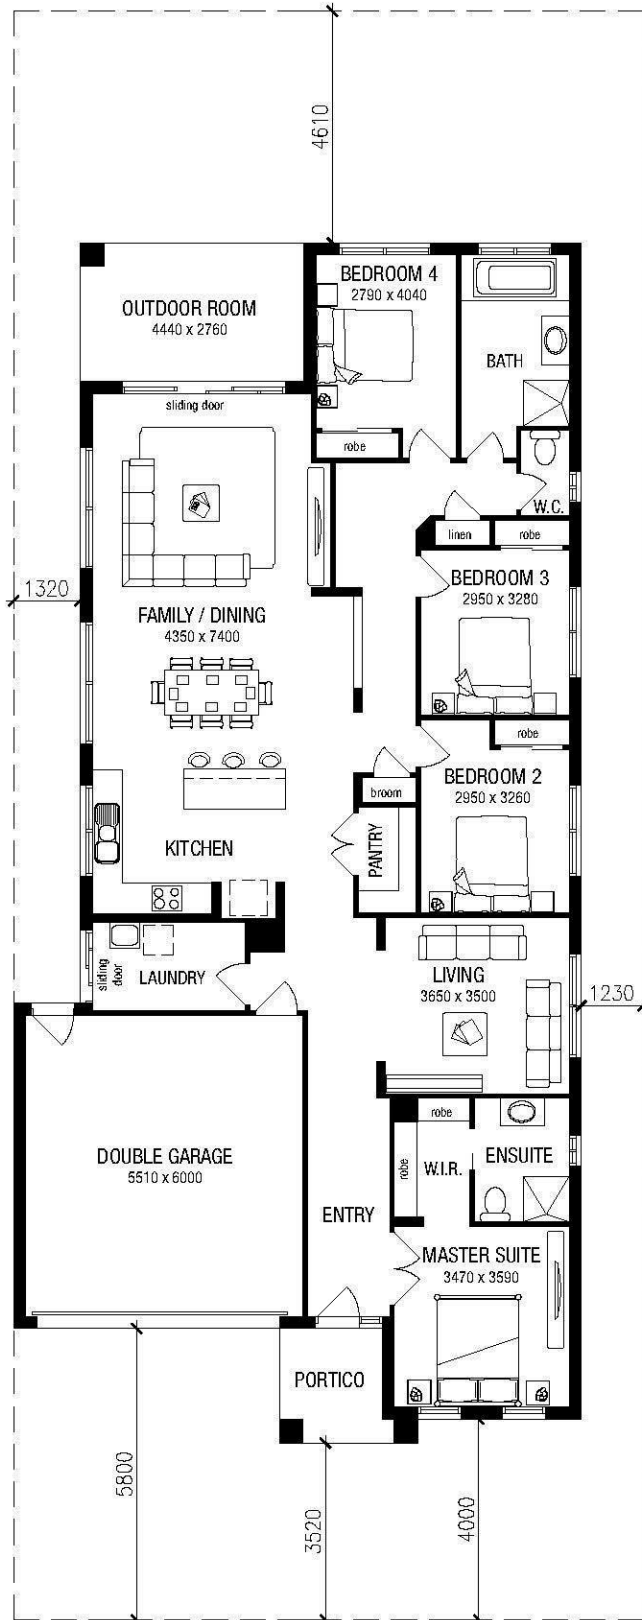 4610
BEDROOM 4
2790 x 4040
OUTDOOR ROOM
4440 x 2760
BATH
sliding door
robe
W.C.
linen
robe
1320
BEDROOM 3
2950 x 3280
FAMILY / DINING
4350 x 7400
robe
BEDROOM 2
2950 x 3260
broom
KITCHEN
PANTRY
sliding
door
LAUNDRY
LIVING
3650 x 3500
1230
robe
robe
W.I.R.
ENSUITE
DOUBLE GARAGE
5510 x 6000
ENTRY
MASTER SUITE
3470 x 3590
PORTICO
5800
3520
4000